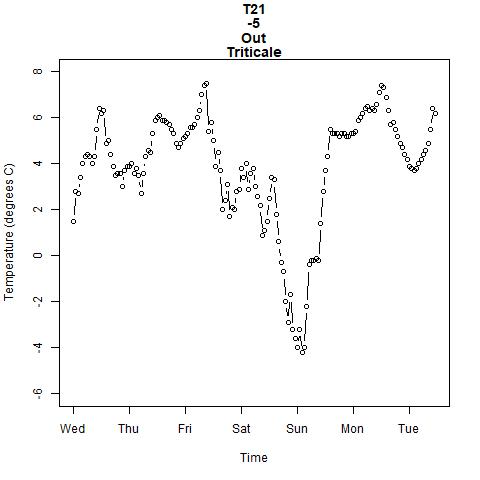 T21
-5
Out
Triticale
8
6
4
2
0
-2
-4
-6
Temperature (degrees C)
Wed Thu Fri Sat Sun Mon Tue
Time